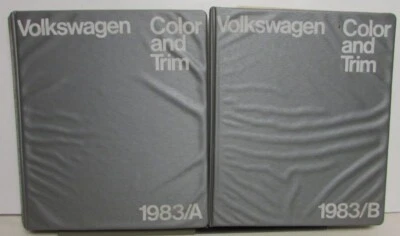 Volkswagen Color
and
Trim
1983/A
Volkswagen Color
and
Trim
1983/B